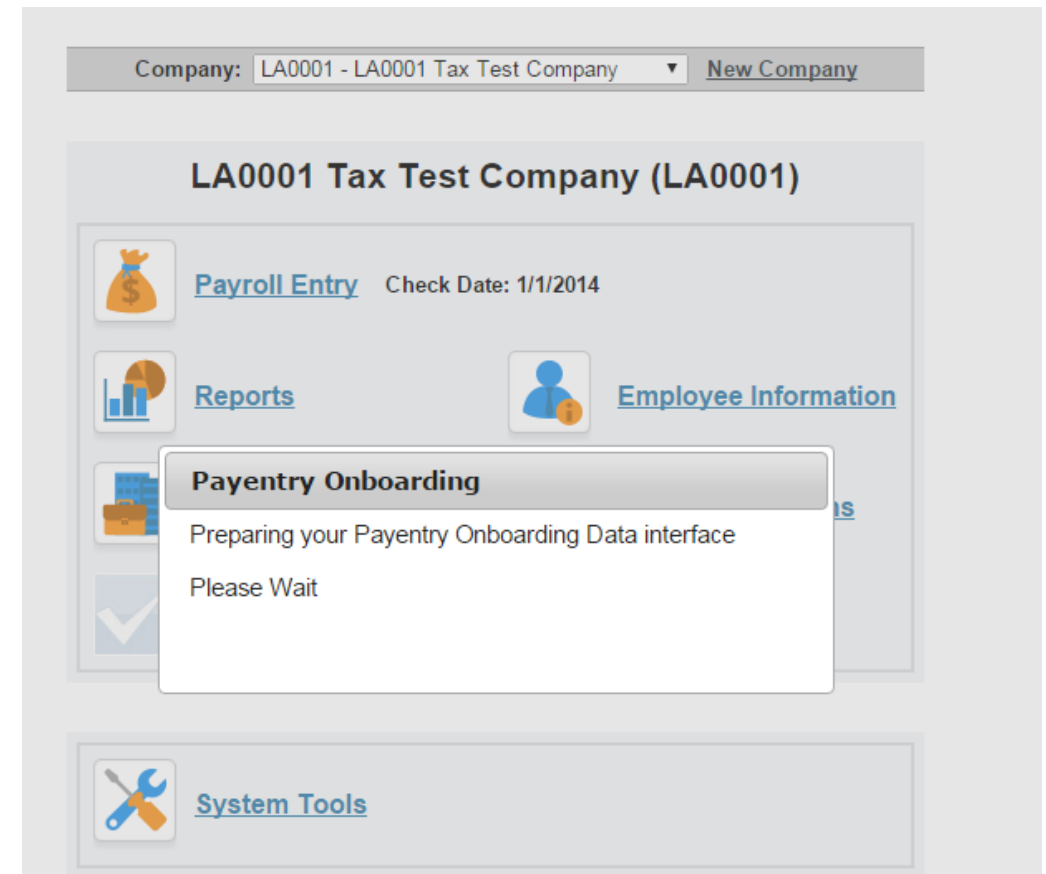 Company: LA0001 - LA0001 Tax Test Company New Company
LA0001 Tax Test Company (LA0001)
Payroll Entry Check Date: 1/1/2014
Reports Employee Information
Payentry Onboarding
Preparing your Payentry Onboarding Data interface
Please Wait
System Tools